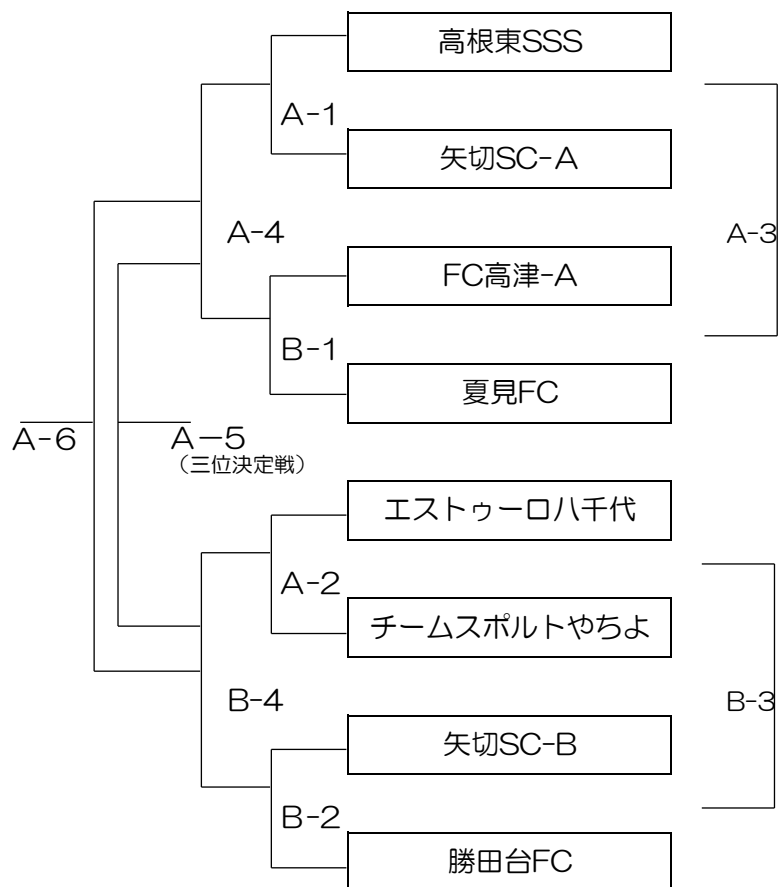 高根東SSS
A-1
矢切SC-A
A-4
A-3
FC高津-A
B-1
夏見FC
A-6
A－5
（三位決定戦）
エストゥーロ八千代
A-2
チームスポルトやちよ
B-4
B-3
矢切SC-B
B-2
勝田台FC